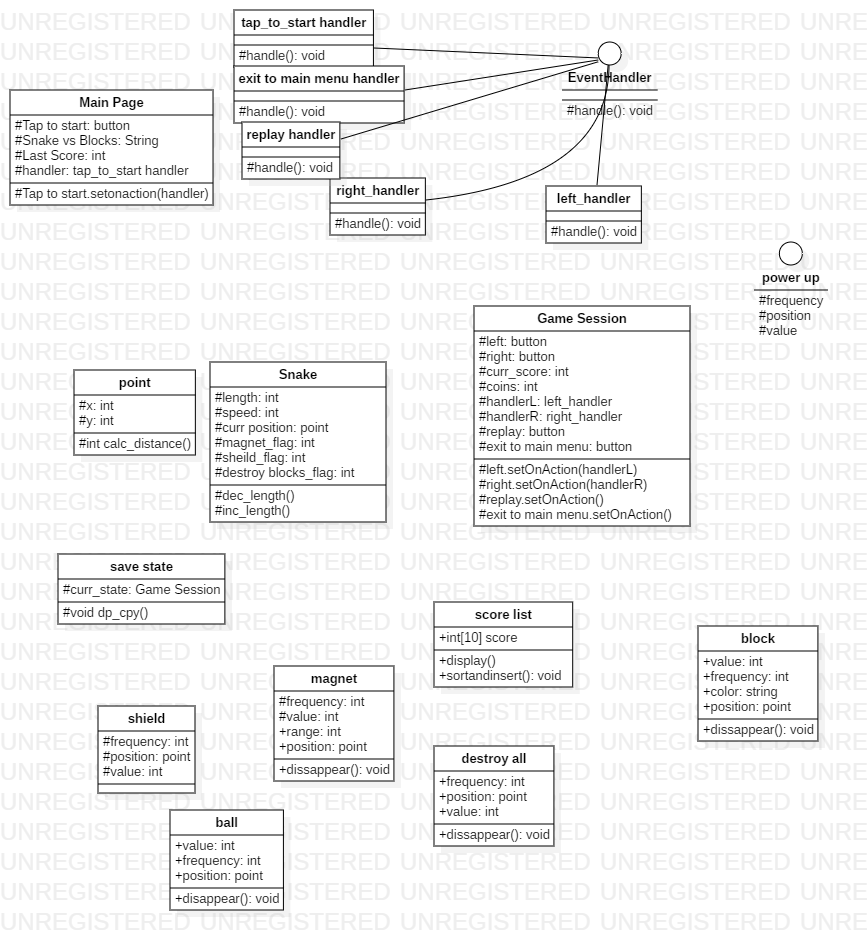 tap_to_start handler
#handle(): void
exit to main menu handler
#handle(): void
replay handler
#handle(): void
right_handler
#handle(): void
left_handler
#handle(): void
EventHandler
#handle(): void
Main Page
#Tap to start: button
#Snake vs Blocks: String
#Last Score: int
#handler: tap_to_start handler
#Tap to start.setonaction(handler)
power up
#frequency
#position
#value
Game Session
#left: button
#right: button
#curr_score: int
#coins: int
#handlerL: left_handler
#handlerR: right_handler
#replay: button
#exit to main menu: button
#left.setOnAction(handlerL)
#right.setOnAction(handlerR)
#replay.setOnAction()
#exit to main menu.setOnAction()
point
#x: int
#y: int
#int calc_distance()
Snake
#length: int
#speed: int
#curr position: point
#magnet_flag: int
#sheild_flag: int
#destroy blocks_flag: int
#dec_length()
#inc_length()
save state
#curr_state: Game Session
#void dp_cpy()
score list
+int[10] score
+display()
+sortandinsert(): void
block
+value: int
+frequency: int
+color: string
+position: point
+dissappear(): void
magnet
#frequency: int
#value: int
+range: int
+position: point
+dissappear(): void
shield
#frequency: int
#position: point
#value: int
destroy all
+frequency: int
+position: point
+value: int
+dissappear(): void
ball
+value: int
+frequency: int
+position: point
+disappear(): void
UNREGISTERED